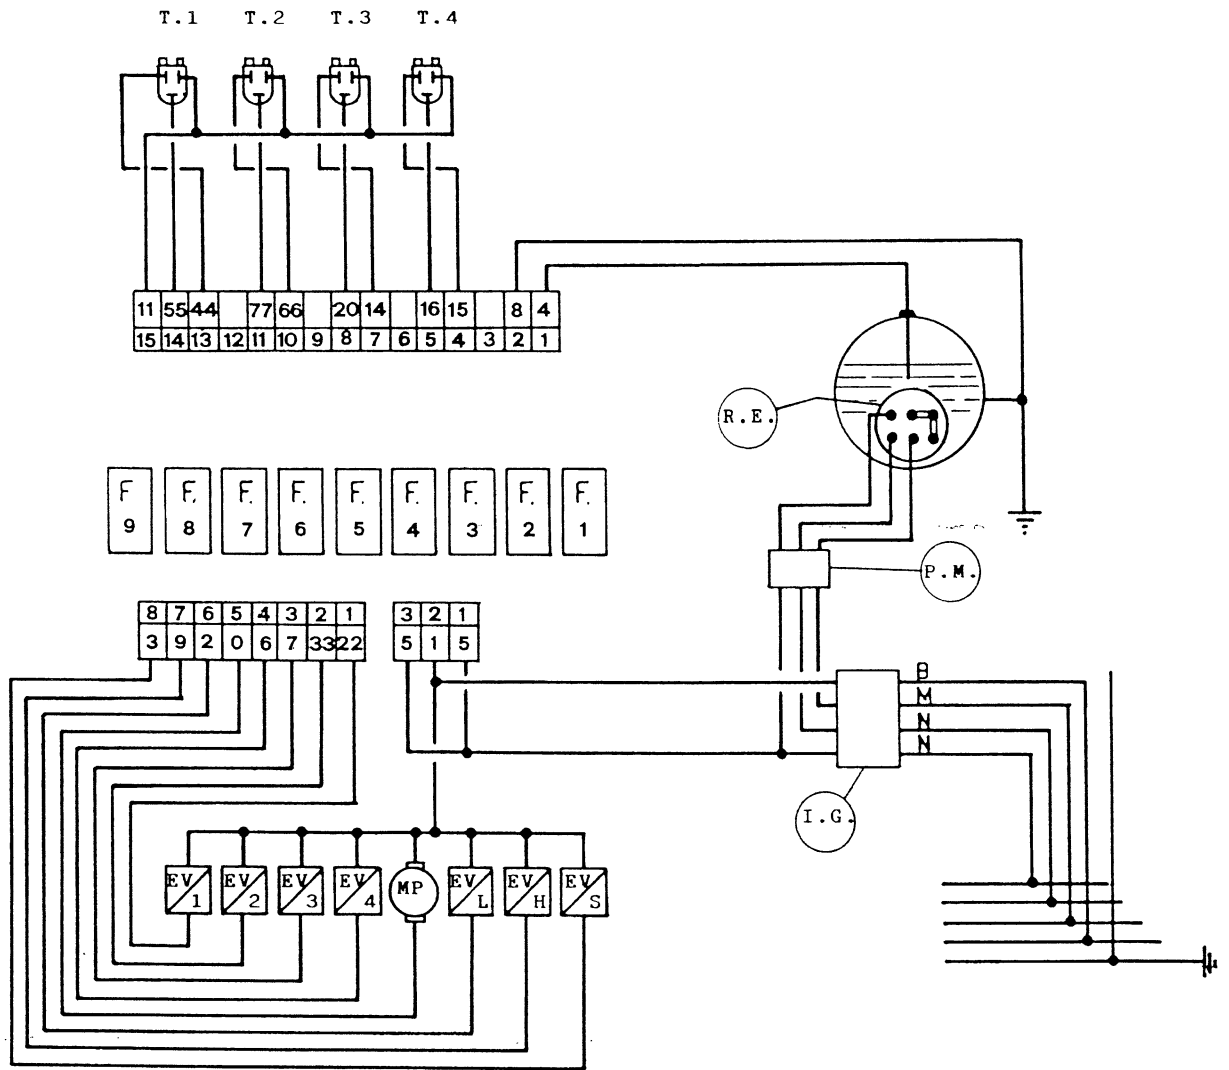 T.1 T.2 T.3 T.4
11 55 44 77 66 20 14 16 15 8 4
15 14 13 12 11 10 9 8 7 6 5 4 3 2 1
R.E.
F. F. F. F. F. F. F. F. F.
9 8 7 6 5 4 3 2 1
P.M.
8 7 6 5 4 3 2 1 3 2 1
3 9 2 0 6 7 33 22 5 1 5
B
M
N
N
I.G.
EV/1 EV/2 EV/3 EV/4 MP EV/L EV/H EV/S